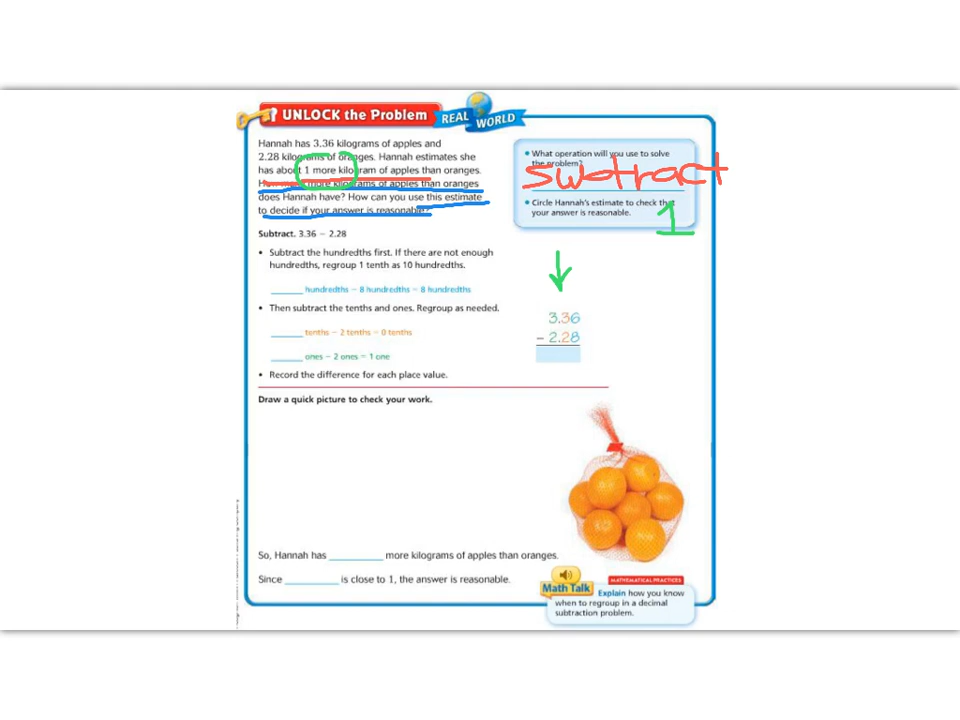 UNLOCK the Problem
REAL WORLD
Hannah has 3.36 kilograms of apples and
2.28 kilograms of oranges. Hannah estimates she
has about 1 more kilogram of apples than oranges.
How many more kilograms of apples than oranges
does Hannah have? How can you use this estimate
to decide if your answer is reasonable?
• What operation will you use to solve
the problem?
subtract
• Circle Hannah's estimate to check that
your answer is reasonable.
1
Subtract. 3.36 − 2.28
• Subtract the hundredths first. If there are not enough
hundredths, regroup 1 tenth as 10 hundredths.
______ hundredths − 8 hundredths = 8 hundredths
• Then subtract the tenths and ones. Regroup as needed.
______ tenths − 2 tenths = 0 tenths
______ ones − 2 ones = 1 one
• Record the difference for each place value.
3.36
− 2.28
Draw a quick picture to check your work.
So, Hannah has __________ more kilograms of apples than oranges.
Since __________ is close to 1, the answer is reasonable.
Math Talk
MATHEMATICAL PRACTICES
Explain how you know
when to regroup in a decimal
subtraction problem.